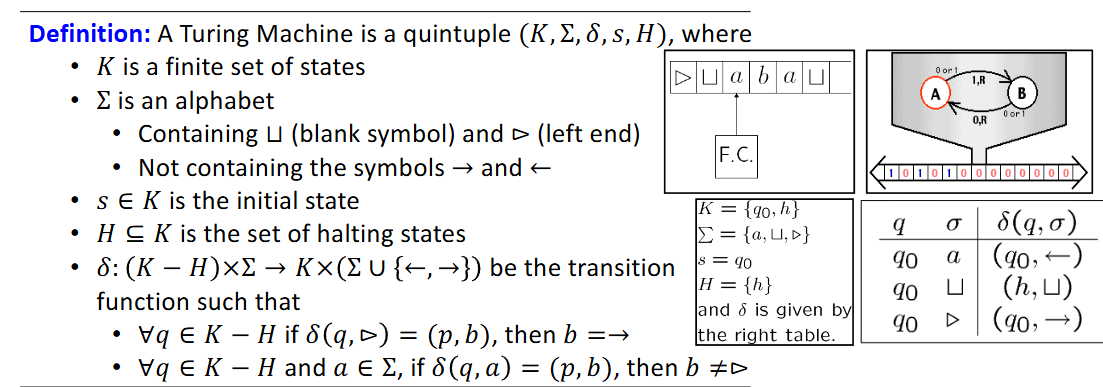 Definition: A Turing Machine is a quintuple (K, Σ, δ, s, H), where
• K is a finite set of states
• Σ is an alphabet
• Containing ⊔ (blank symbol) and ⊳ (left end)
• Not containing the symbols → and ←
• s ∈ K is the initial state
• H ⊆ K is the set of halting states
• δ: (K − H)×Σ → K×(Σ ∪ {←, →}) be the transition
function such that
• ∀q ∈ K − H if δ(q, ⊳) = (p, b), then b =→
• ∀q ∈ K − H and a ∈ Σ, if δ(q, a) = (p, b), then b ≠⊳
⊳ ⊔ a b a ⊔
F.C.
0 or 1
1,R
A
B
0,R
0 or 1
1 0 1 0 1 0 0 0 0 0 0 0 0
K = {q₀, h}
Σ = {a, ⊔, ⊳}
s = q₀
H = {h}
and δ is given by
the right table.
q σ δ(q, σ)
q₀ a (q₀, ←)
q₀ ⊔ (h, ⊔)
q₀ ⊳ (q₀, →)